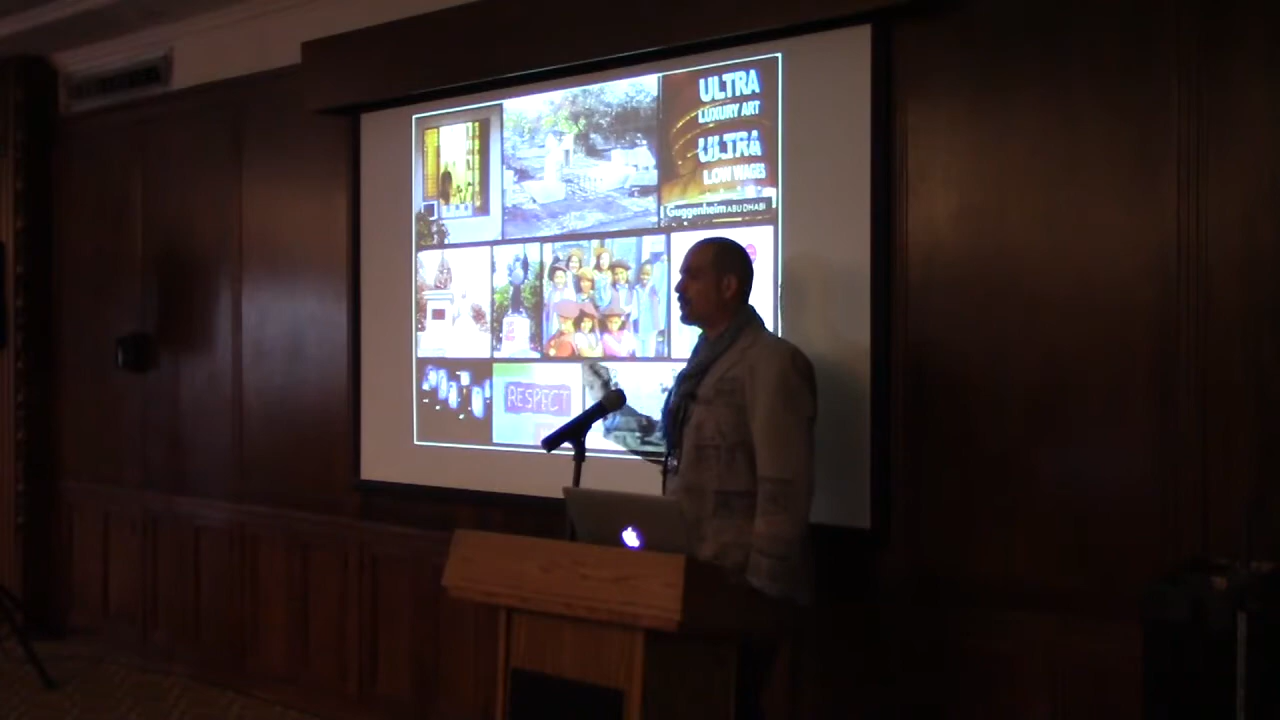 ULTRA
LUXURY ART
ULTRA
LOW WAGES
Guggenheim ABU DHABI
RESPECT